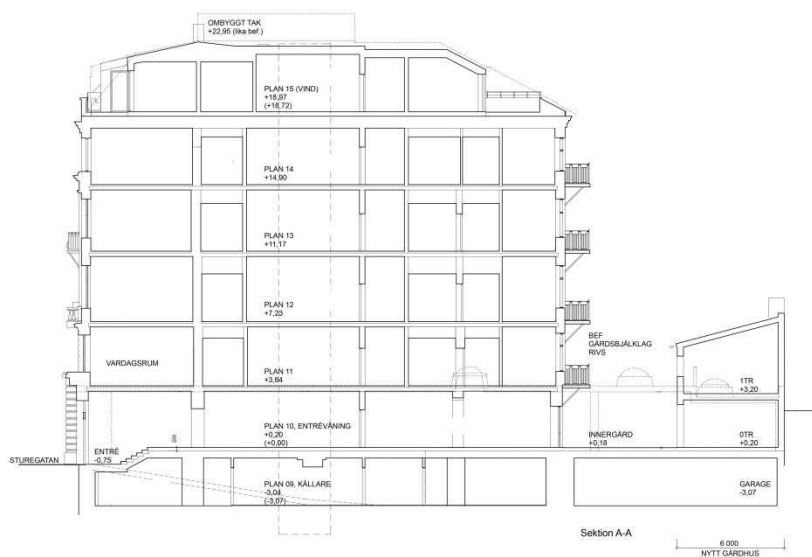 OMBYGGT TAK
+22,95 (lika bef.)
PLAN 15 (VIND)
+18,97
(+18,72)
PLAN 14
+14,90
PLAN 13
+11,17
PLAN 12
+7,23
VARDAGSRUM
PLAN 11
+3,64
BEF
GÅRDSBJÄLKLAG
RIVS
1TR
+3,20
PLAN 10, ENTRÉVÅNING
+0,20
(+0,00)
200
INNERGÅRD
+0,18
0TR
+0,20
ENTRÉ
-0,75
STUREGATAN
PLAN 09, KÄLLARE
-3,04
(-3,07)
GARAGE
-3,07
Sektion A-A
6 000
NYTT GÅRDHUS